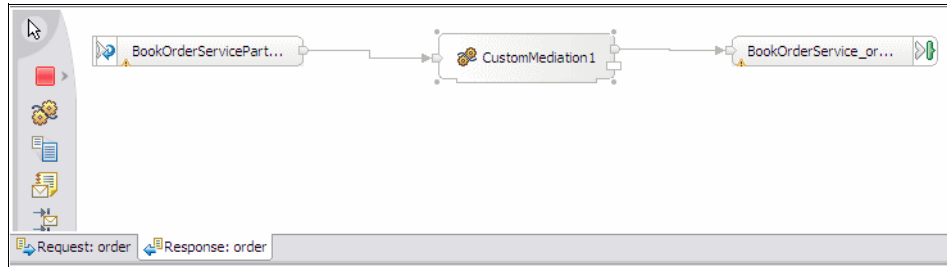 BookOrderServicePart...
CustomMediation1
BookOrderService_or...
Request: order
Response: order